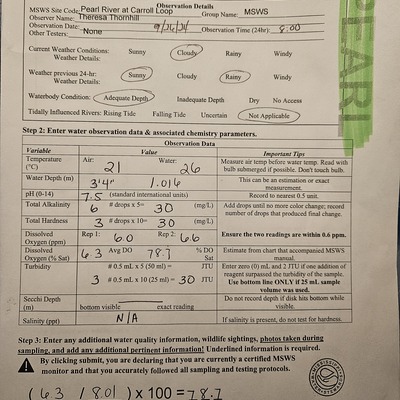 Observation Details
MSWS Site Code: Pearl River at Carroll Loop Group Name: MSWS
Observer Name: Theresa Thornhill
Observation Date: 9/26/24 Observation Time (24hr): 8:00
Other Testers: None
Current Weather Conditions: Sunny Cloudy Rainy Windy
Weather Details:
Weather previous 24-hr: Sunny Cloudy Rainy Windy
Weather Details:
Waterbody Condition: Adequate Depth Inadequate Depth Dry No Access
Tidally Influenced Rivers: Rising Tide Falling Tide Uncertain Not Applicable
PEARL
Step 2: Enter water observation data & associated chemistry parameters.
Observation Data
Variable Value Important Tips
Temperature (°C) Air: 21 Water: 26 Measure air temp before water temp. Read with bulb submerged if possible. Don't touch bulb.
Water Depth (m) 3'4" 1.016 This can be an estimation or exact measurement.
pH (0-14) 7.5 (standard international units) Record to nearest 0.5 unit.
Total Alkalinity 6 # drops x 5= 30 (mg/L) Add drops until no more color change; record number of drops that produced final change.
Total Hardness 3 # drops x 10= 30 (mg/L)
Dissolved Oxygen (ppm) Rep 1: 6.0 Rep 2: 6.6 Ensure the two readings are within 0.6 ppm.
Dissolved Oxygen (% Sat) 6.3 Avg DO 78.7 % DO Sat Estimate from chart that accompanied MSWS manual.
Turbidity # 0.5 mL x 5 (50 ml) = JTU Enter zero (0) mL and 2 JTU if one addition of reagent surpassed the turbidity of the sample.
3 # 0.5 mL x 10 (25 ml) = 30 JTU Use bottom line ONLY if 25 mL sample volume was used.
Secchi Depth (m) bottom visible exact reading Do not record depth if disk hits bottom while visible.
Salinity (ppt) N/A If salinity is present, do not test for hardness.
Step 3: Enter any additional water quality information, wildlife sightings, photos taken during
sampling, and add any additional pertinent information! Underlined information is required.
By clicking submit, you are declaring that you are currently a certified MSWS
monitor and that you accurately followed all sampling and testing protocols.
( 6.3 / 8.01 ) x 100 = 78.7